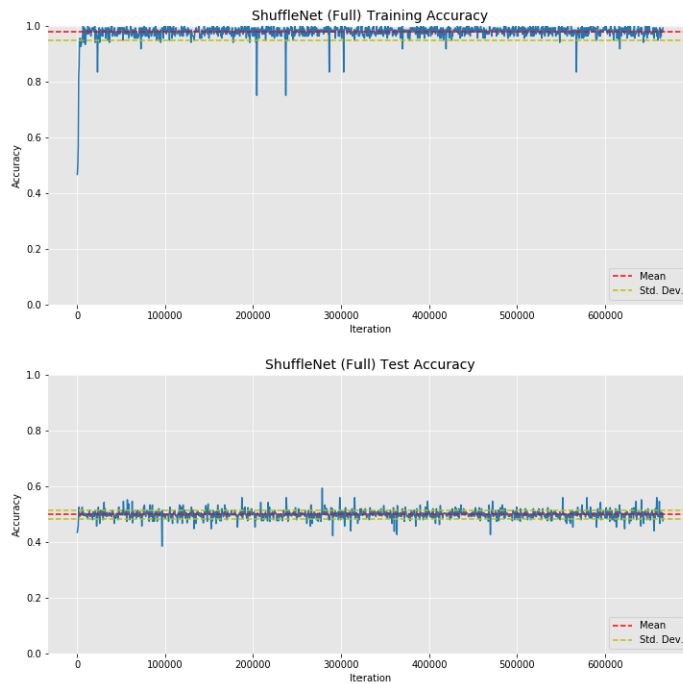 ShuffleNet (Full) Training Accuracy
1.0
0.8
0.6
0.4
0.2
0.0
Accuracy
0
100000
200000
300000
400000
500000
600000
Iteration
Mean
Std. Dev.
ShuffleNet (Full) Test Accuracy
1.0
0.8
0.6
0.4
0.2
0.0
Accuracy
0
100000
200000
300000
400000
500000
600000
Iteration
Mean
Std. Dev.